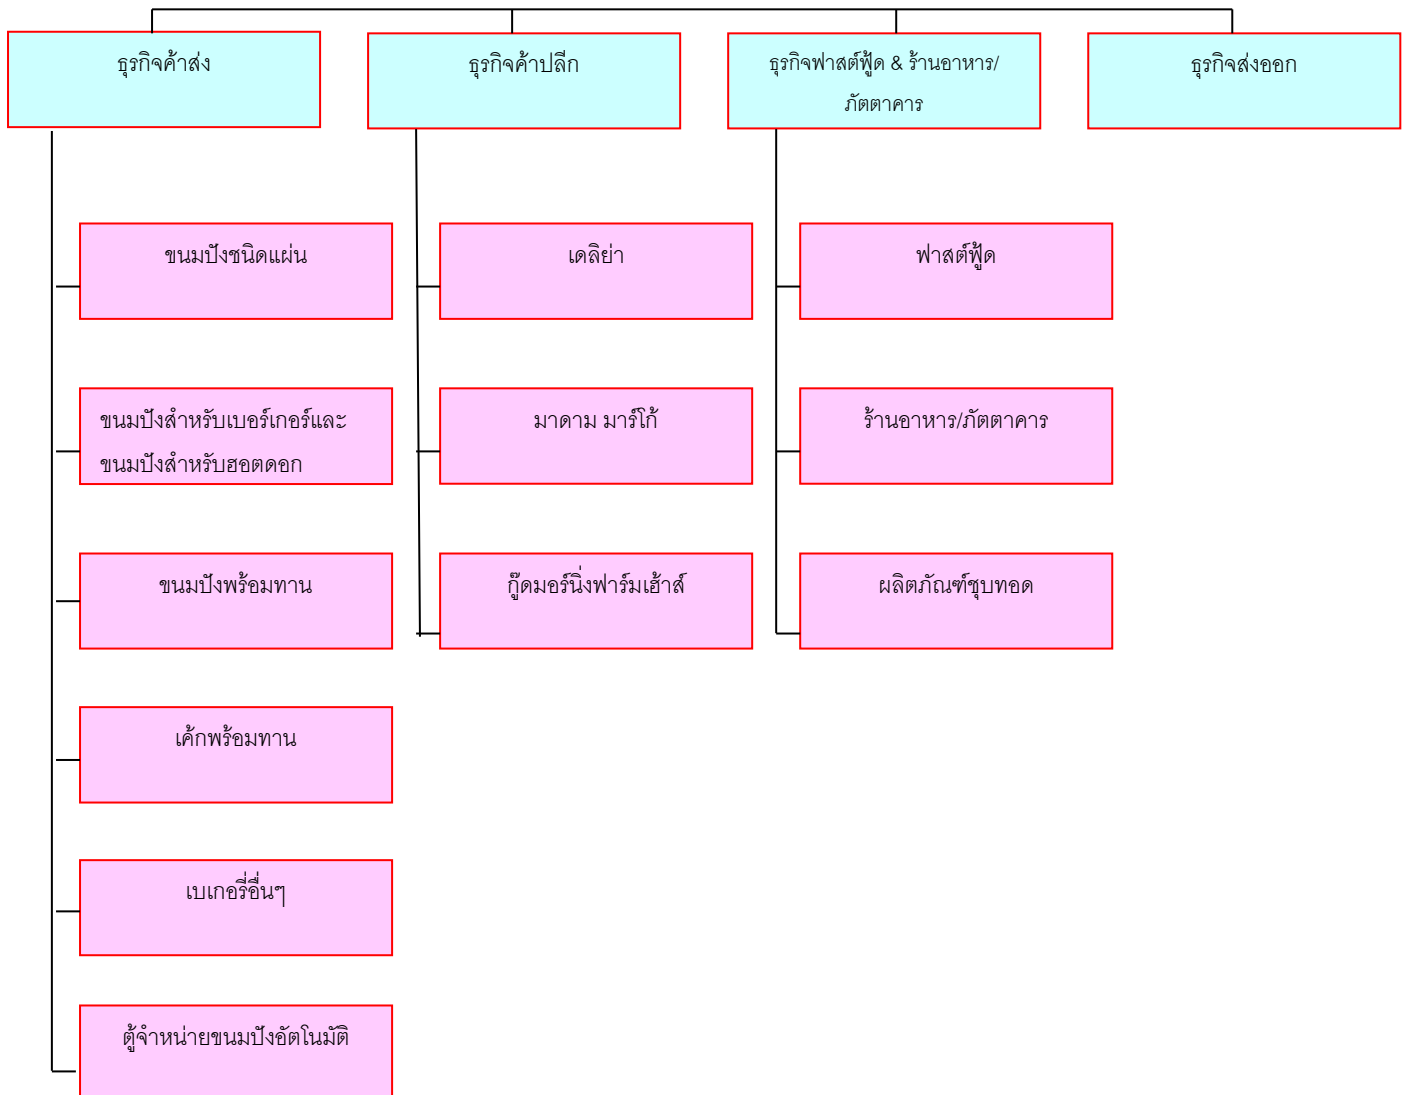 ธุรกิจค้าส่ง
ธุรกิจค้าปลีก
ธุรกิจฟาสต์ฟู้ด & ร้านอาหาร/
ภัตตาคาร
ธุรกิจส่งออก
ขนมปังชนิดแผ่น
เดลิย่า
ฟาสต์ฟู้ด
ขนมปังสำหรับเบอร์เกอร์และ
ขนมปังสำหรับฮอตดอก
มาดาม มาร์โก้
ร้านอาหาร/ภัตตาคาร
ขนมปังพร้อมทาน
กู๊ดมอร์นิ่งฟาร์มเฮ้าส์
ผลิตภัณฑ์ชุบทอด
เค้กพร้อมทาน
เบเกอรี่อื่นๆ
ตู้จำหน่ายขนมปังอัตโนมัติ